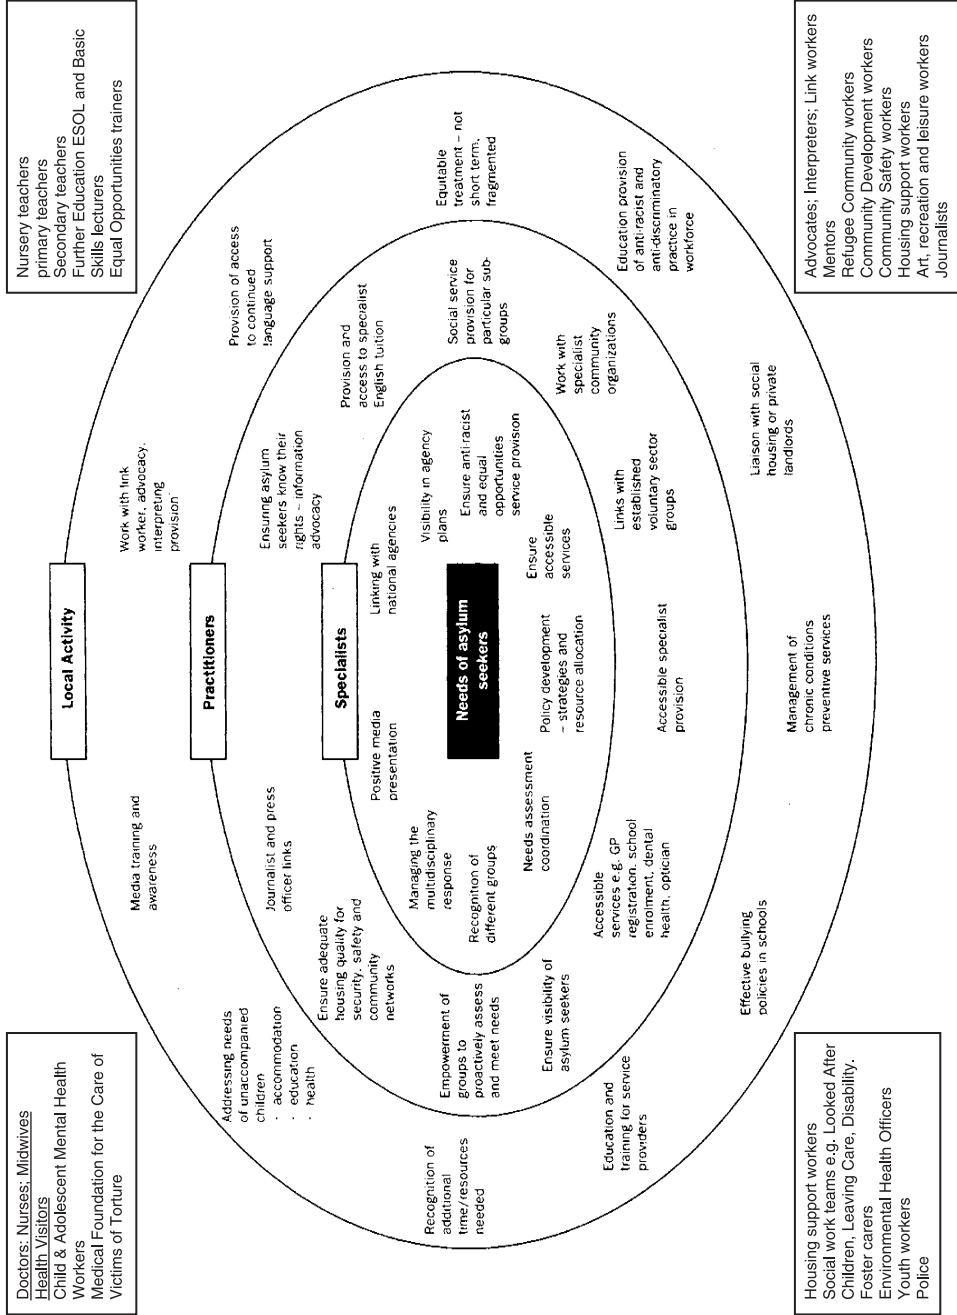 Doctors: Nurses; Midwives
Health Visitors
Child & Adolescent Mental Health
Workers
Medical Foundation for the Care of
Victims of Torture
Nursery teachers
primary teachers
Secondary teachers
Further Education ESOL and Basic
Skills lecturers
Equal Opportunities trainers
Local Activity
Media training and
awareness
Work with link
worker, advocacy,
interpreting
provision
Addressing needs
of unaccompanied
children
- accommodation
- education
- health
Provision of access
to continued
language support
Recognition of
additional
time/resources
needed
Equitable
treatment – not
short term,
fragmented
Education and
training for service
providers
Education provision
of anti-racist and
anti-discriminatory
practice in
workforce
Effective bullying
policies in schools
Management of
chronic conditions
preventive services
Liaison with social
housing or private
landlords
Practitioners
Journalist and press
officer links
Ensuring asylum
seekers know their
rights – information
advocacy
Ensure adequate
housing quality for
security, safety and
community
networks
Provision and
access to specialist
English tuition
Empowerment of
groups to
proactively assess
and meet needs
Social service
provision for
particular sub-
groups
Ensure visibility of
asylum seekers
Work with
specialist
community
organizations
Accessible
services e.g. GP
registration, school
enrolment, dental
health, optician
Accessible specialist
provision
Links with
established
voluntary sector
groups
Specialists
Positive media
presentation
Linking with
national agencies
Managing the
multidisciplinary
response
Visibility in agency
plans
Recognition of
different groups
Needs of asylum
seekers
Ensure anti-racist
and equal
opportunities
service provision
Needs assessment
coordination
Policy development
– strategies and
resource allocation
Ensure
accessible
services
Housing support workers
Social work teams e.g. Looked After
Children, Leaving Care, Disability.
Foster carers
Environmental Health Officers
Youth workers
Police
Advocates; Interpreters; Link workers
Mentors
Refugee Community workers
Community Development workers
Community Safety workers
Housing support workers
Art, recreation and leisure workers
Journalists